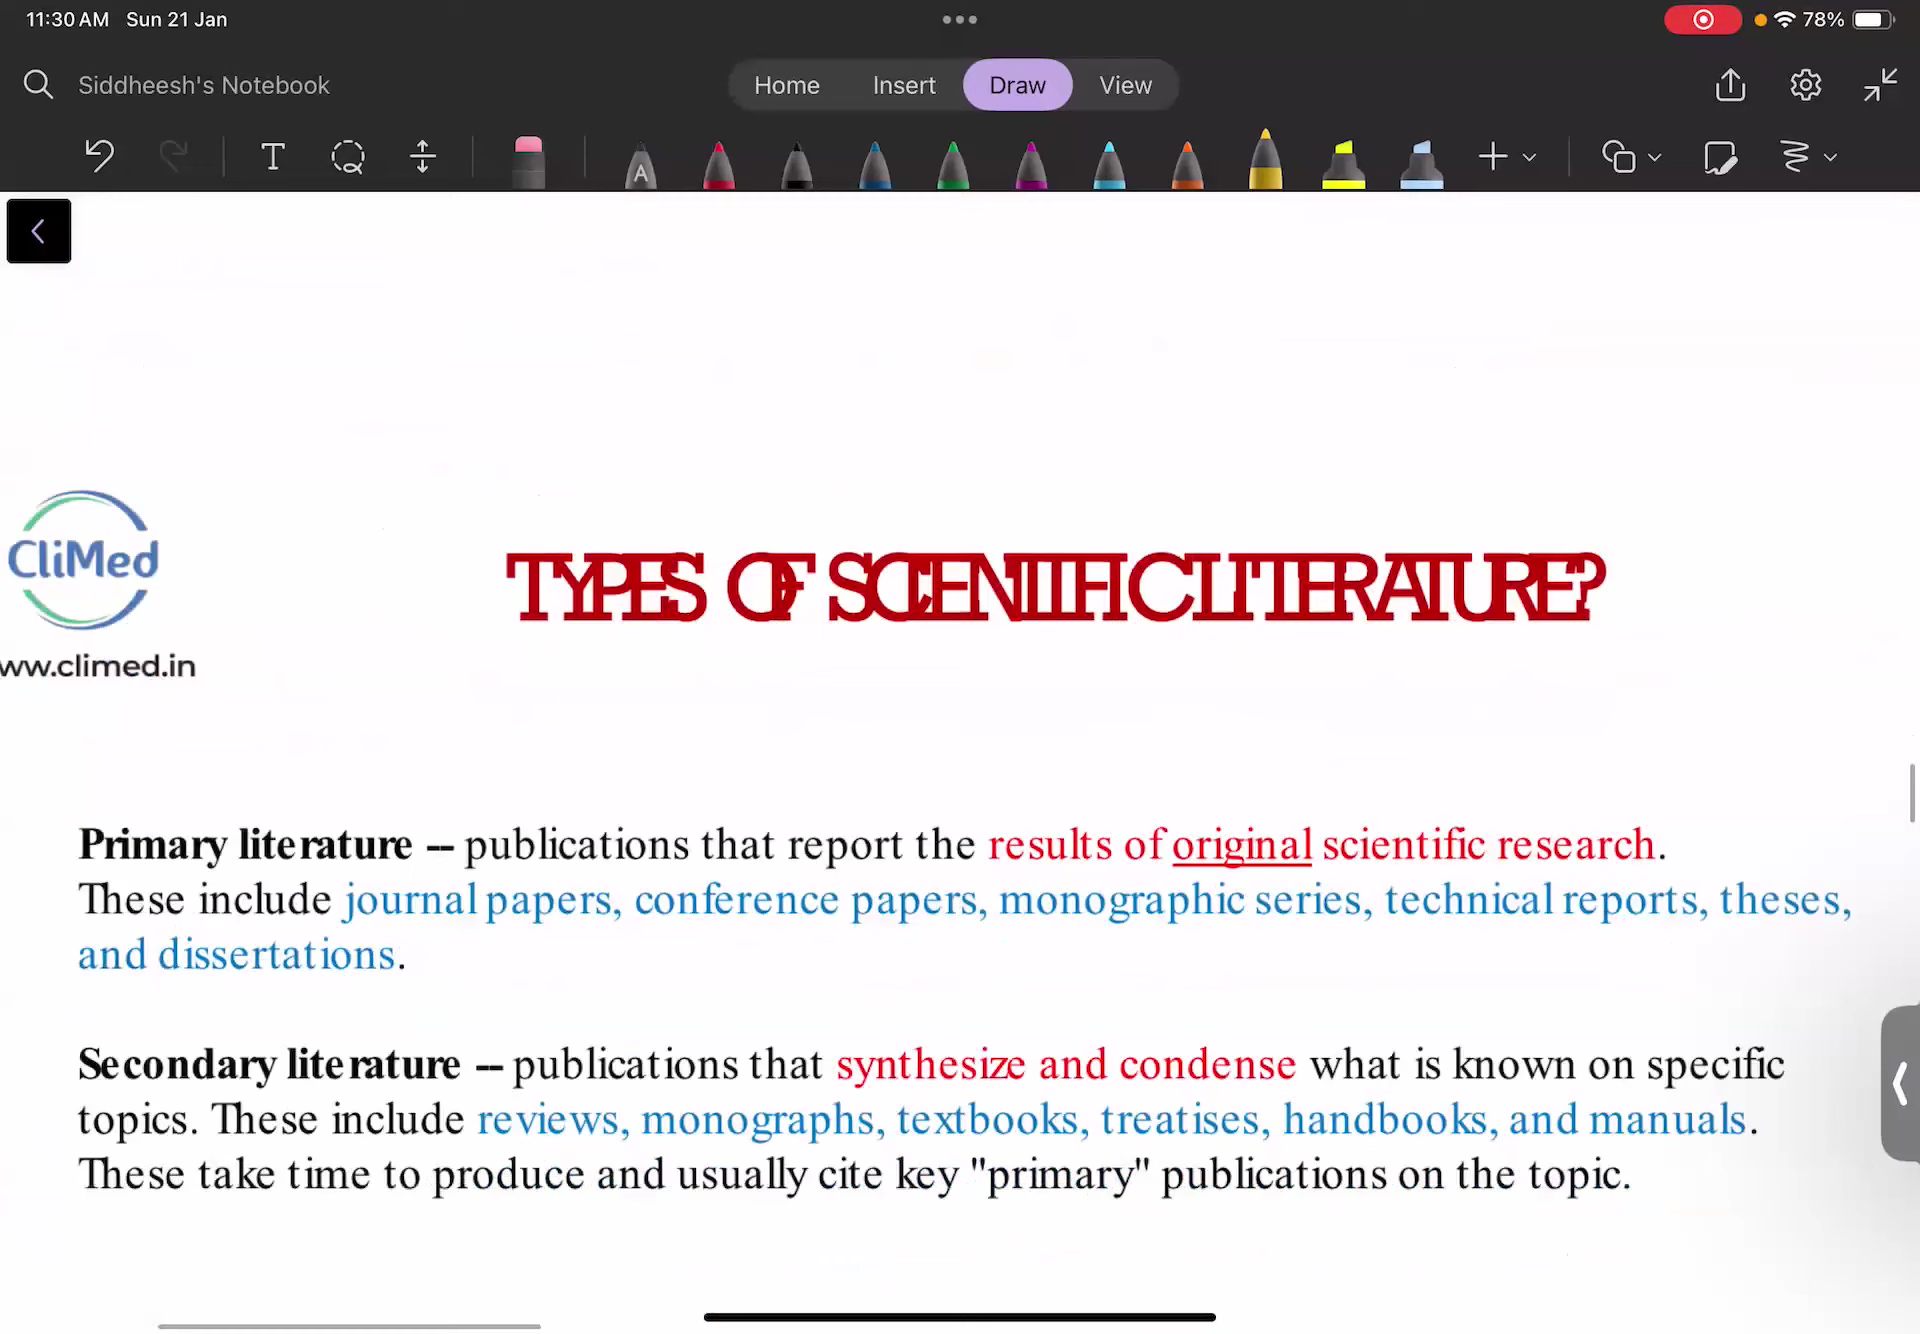 11:30 AM Sun 21 Jan
78%
Siddheesh's Notebook
Home Insert Draw View
T
A
CliMed
ww.climed.in
TYPES OF SCIENTIFIC LITERATURE?
Primary literature -- publications that report the results of original scientific research.
These include journal papers, conference papers, monographic series, technical reports, theses,
and dissertations.
Secondary literature -- publications that synthesize and condense what is known on specific
topics. These include reviews, monographs, textbooks, treatises, handbooks, and manuals.
These take time to produce and usually cite key "primary" publications on the topic.